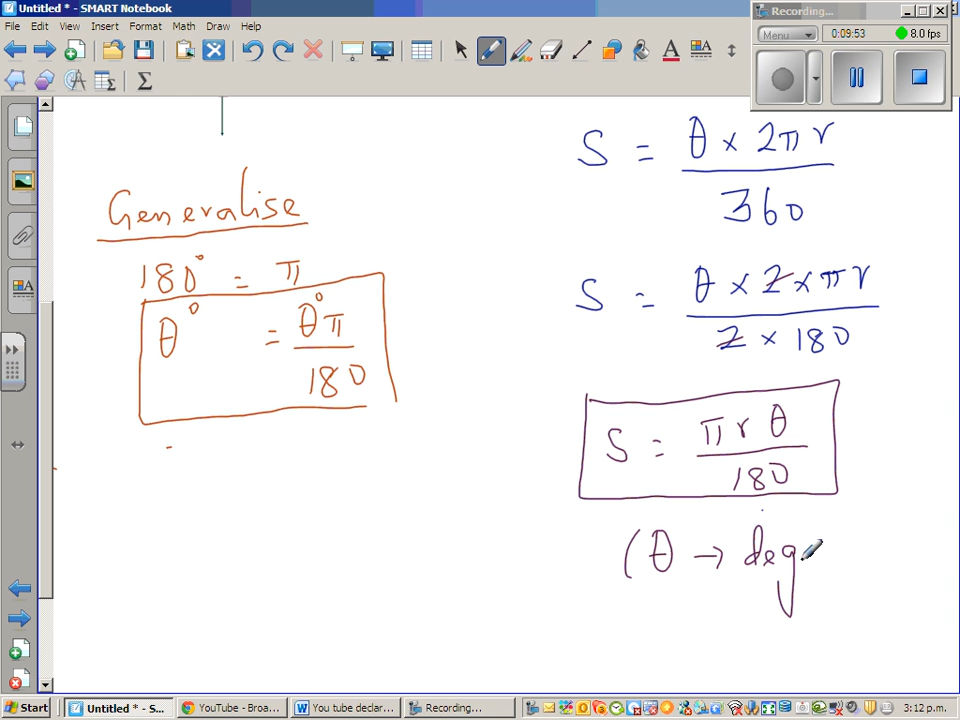 Untitled * - SMART Notebook
File Edit View Insert Format Math Draw Help
Recording...
Menu 0:09:53 8.0 fps
Generalise
180° = π
θ° = θ°π / 180
S = θ × 2πr / 360
S = θ × 2 × πr / 2 × 180
S = πrθ / 180
(θ → deg
Start Untitled * - S... YouTube - Broa... You tube declar... Recording... 3:12 p.m.